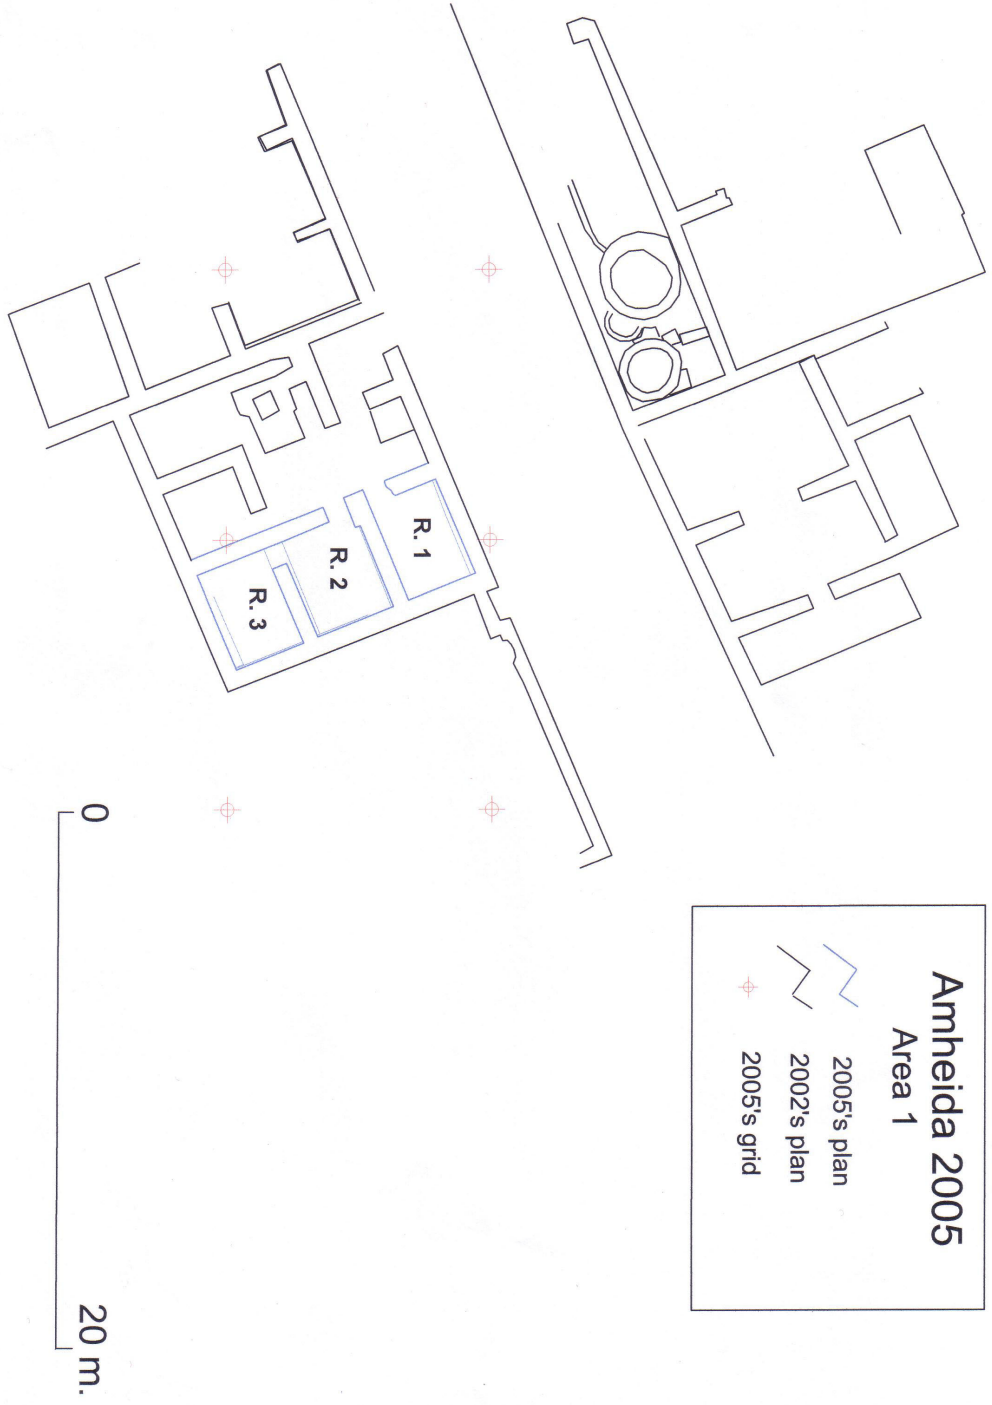 Amheida 2005
Area 1
2005's plan
2002's plan
2005's grid
R. 1
R. 2
R. 3
0
20 m.